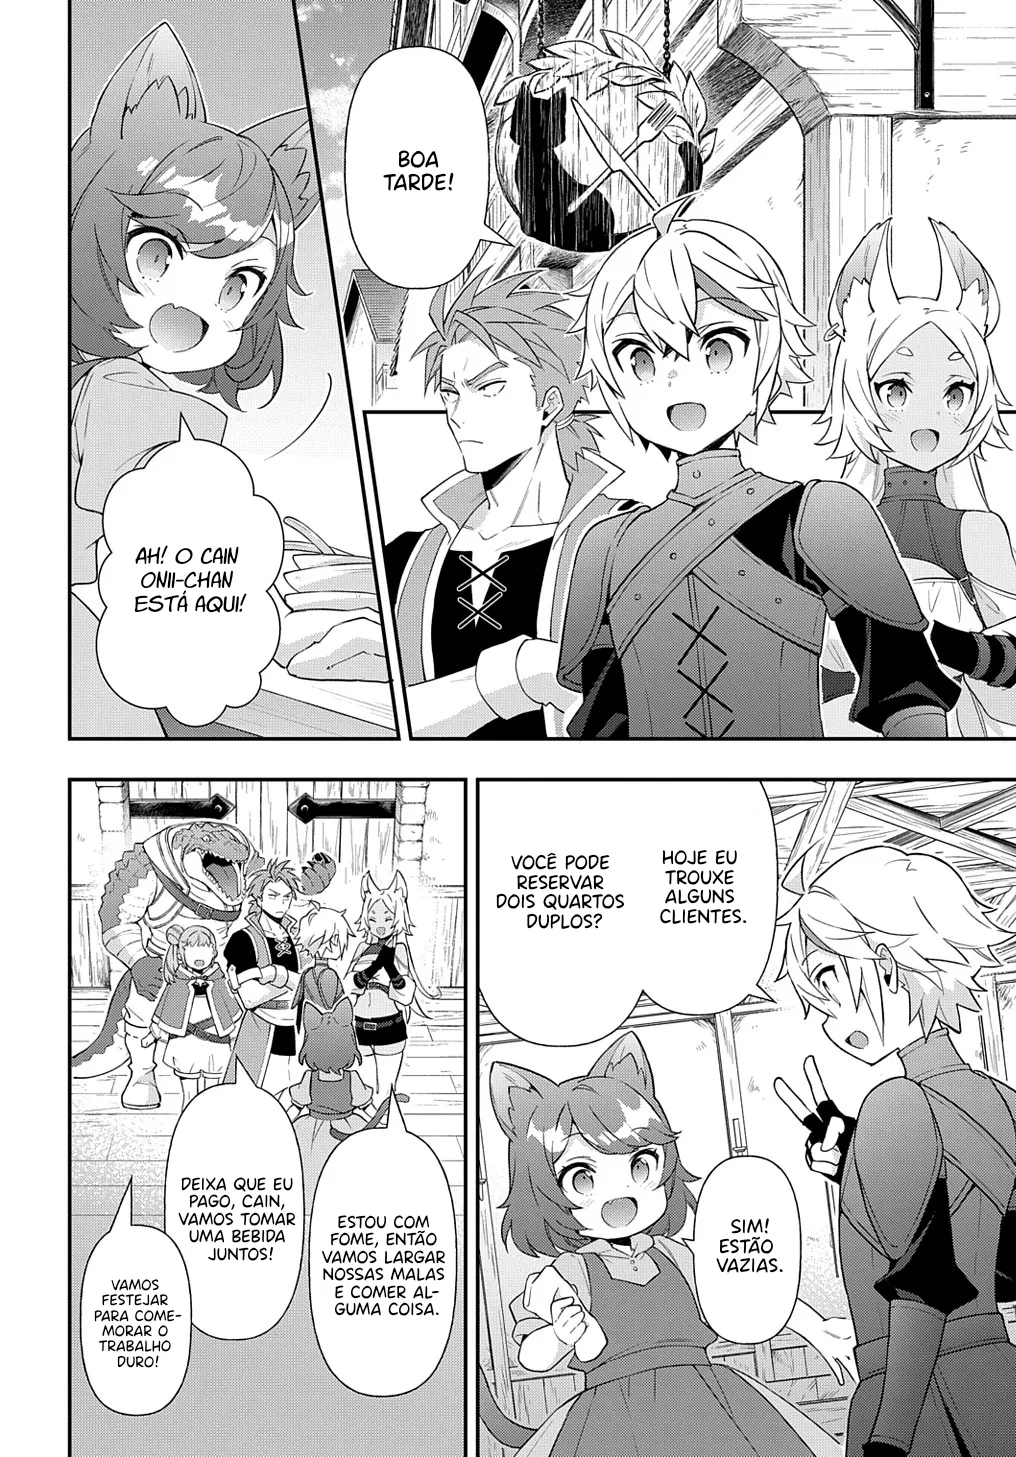 BOA
TARDE!
AH! O CAIN
ONII-CHAN
ESTÁ AQUI!
HOJE EU
TROUXE
ALGUNS
CLIENTES.
VOCÊ PODE
RESERVAR
DOIS QUARTOS
DUPLOS?
SIM!
ESTÃO
VAZIAS.
ESTOU COM
FOME, ENTÃO
VAMOS LARGAR
NOSSAS MALAS
E COMER AL-
GUMA COISA.
DEIXA QUE EU
PAGO, CAIN,
VAMOS TOMAR
UMA BEBIDA
JUNTOS!
VAMOS
FESTEJAR
PARA COME-
MORAR O
TRABALHO
DURO!